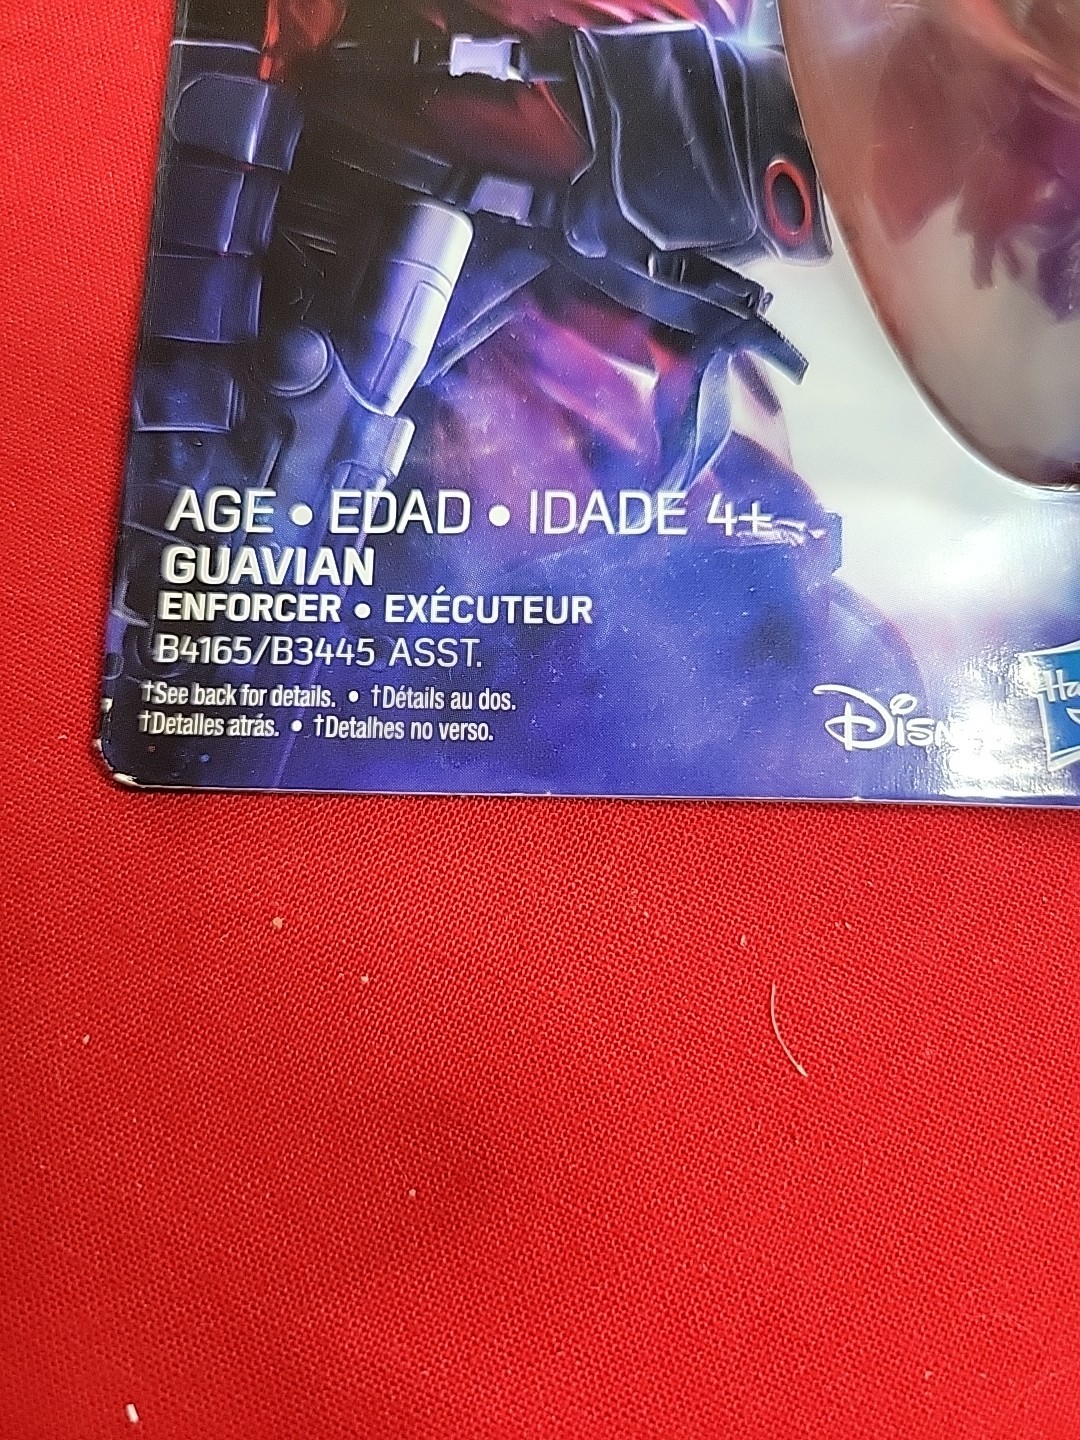 AGE • EDAD • IDADE 4+
GUAVIAN
ENFORCER • EXÉCUTEUR
B4165/B3445 ASST.
†See back for details. • †Détails au dos.
†Detalles atrás. • †Detalhes no verso.